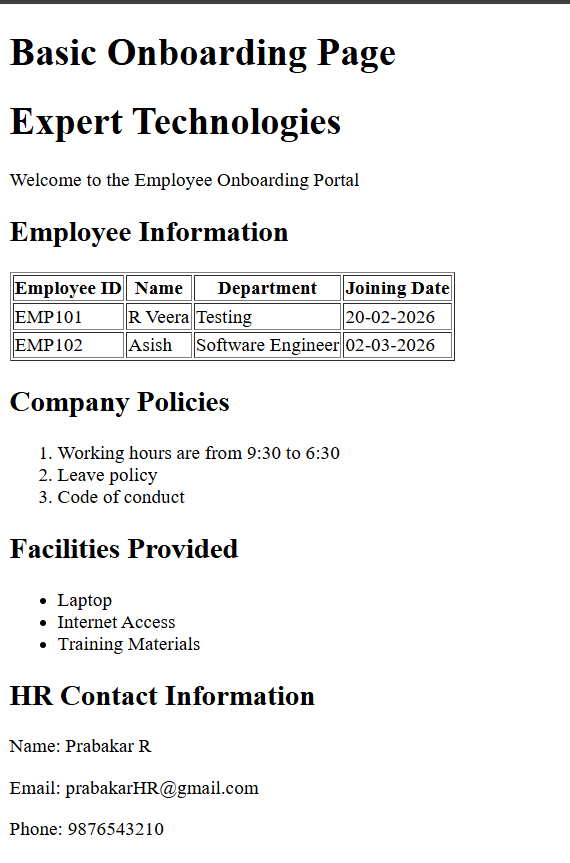 Basic Onboarding Page
Expert Technologies
Welcome to the Employee Onboarding Portal
Employee Information
Employee ID Name Department Joining Date
EMP101 R Veera Testing 20-02-2026
EMP102 Asish Software Engineer 02-03-2026
Company Policies
1. Working hours are from 9:30 to 6:30
2. Leave policy
3. Code of conduct
Facilities Provided
• Laptop
• Internet Access
• Training Materials
HR Contact Information
Name: Prabakar R
Email: prabakarHR@gmail.com
Phone: 9876543210